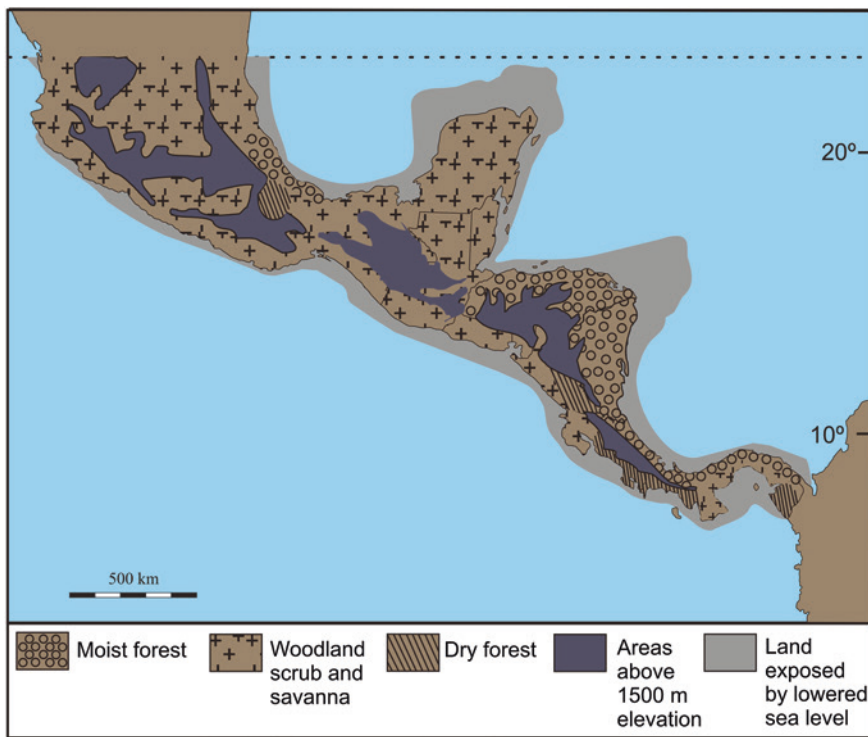 20º
10º
500 km
Moist forest
Woodland
scrub and
savanna
Dry forest
Areas
above
1500 m
elevation
Land
exposed
by lowered
sea level